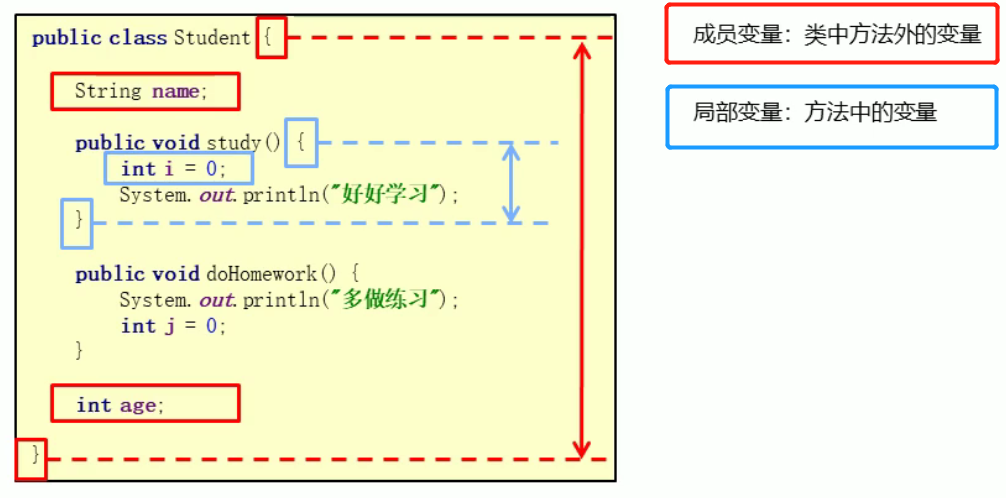 public class Student {
String name;
public void study() {
int i = 0;
System.out.println("好好学习");
}
public void doHomework() {
System.out.println("多做练习");
int j = 0;
}
int age;
}
成员变量：类中方法外的变量
局部变量：方法中的变量